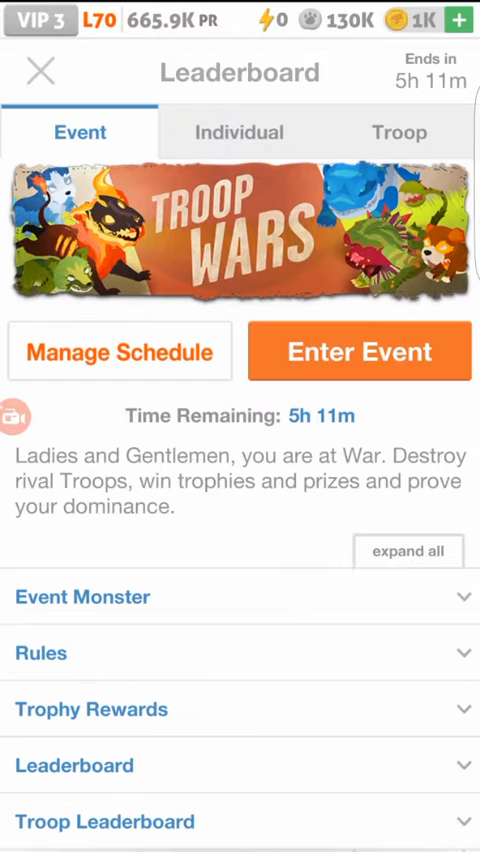 VIP 3 L70 665.9K PR 0 130K 1K +
Leaderboard
Ends in
5h 11m
Event Individual Troop
TROOP
WARS
Manage Schedule Enter Event
Time Remaining: 5h 11m
Ladies and Gentlemen, you are at War. Destroy
rival Troops, win trophies and prizes and prove
your dominance.
expand all
Event Monster
Rules
Trophy Rewards
Leaderboard
Troop Leaderboard